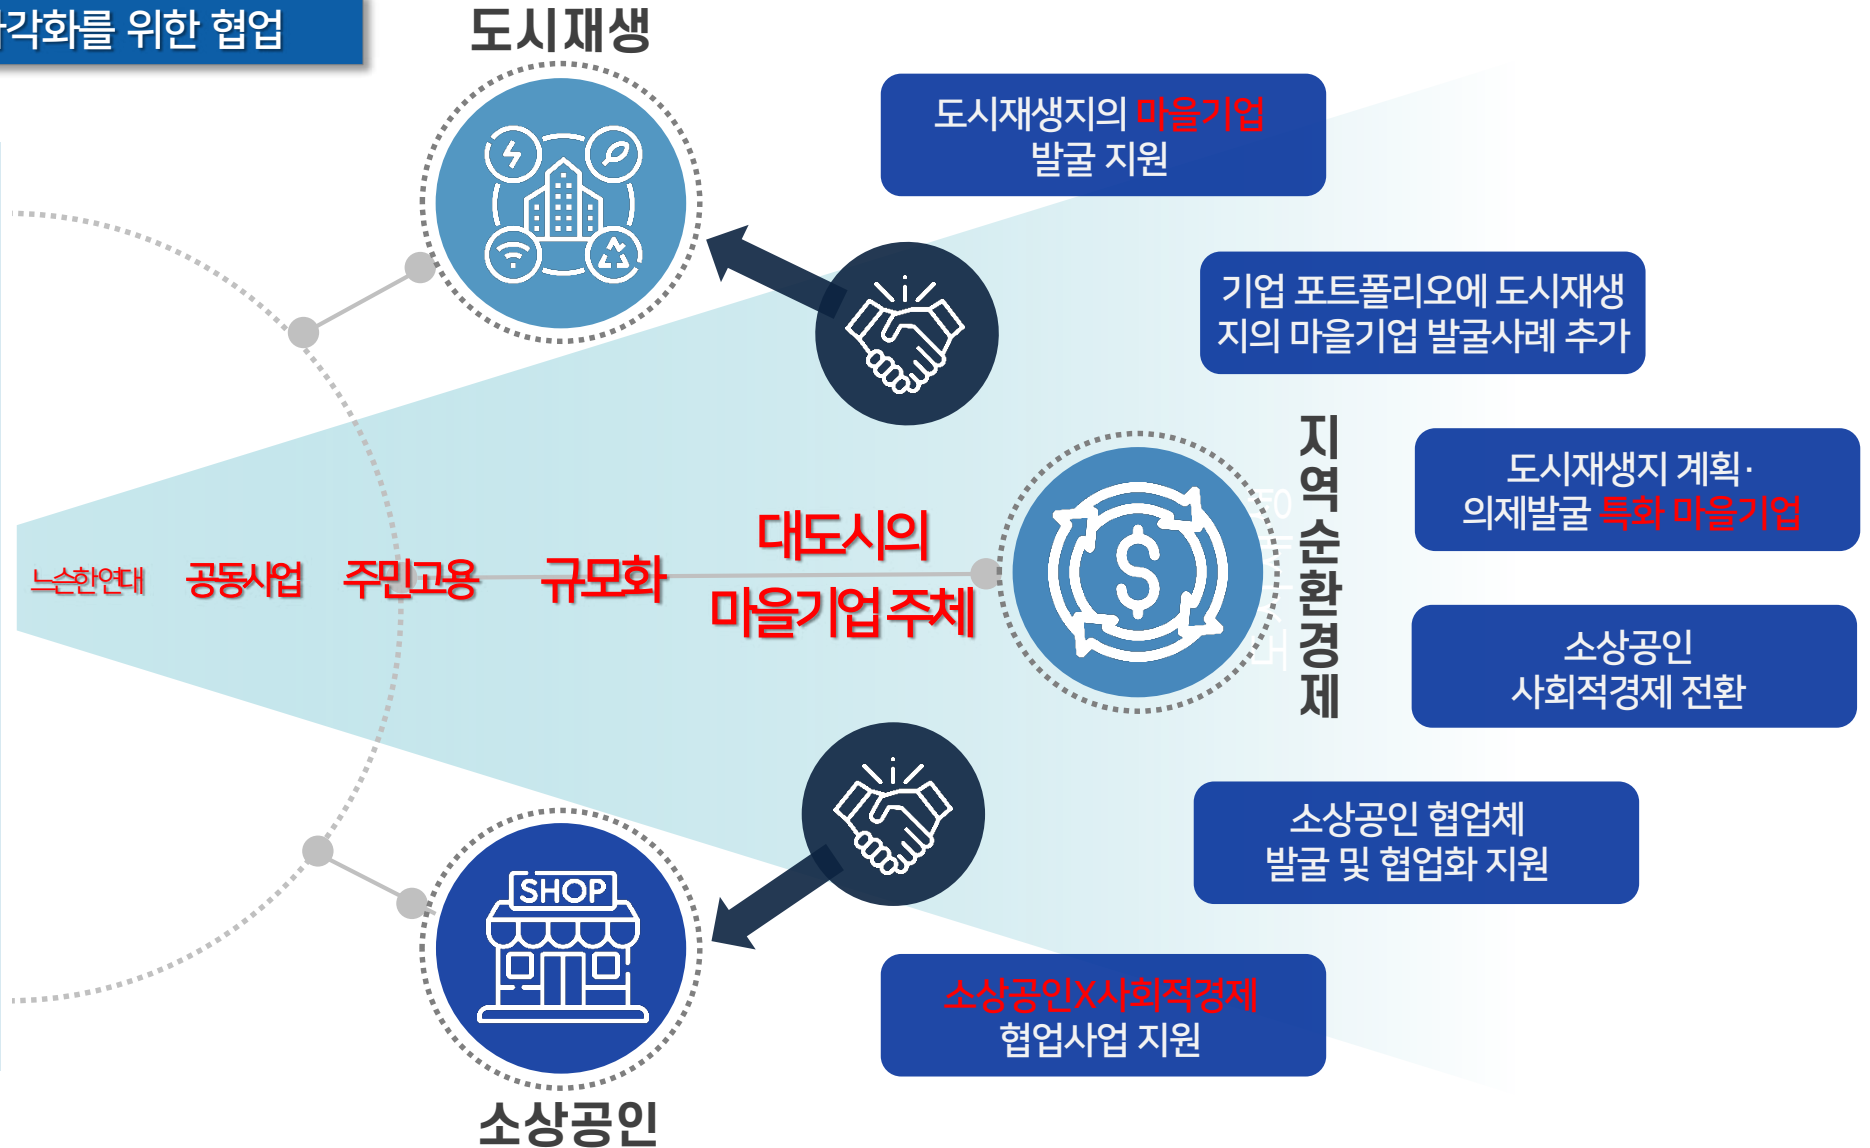 각화를 위한 협업
도시재생
도시재생지의 마을기업
발굴 지원
기업 포트폴리오에 도시재생
지의 마을기업 발굴사례 추가
지역순환경제
도시재생지 계획·
의제발굴 특화 마을기업
대도시의
마을기업 주체
느슨한연대
공동사업
주민고용
규모화
소상공인
사회적경제 전환
SHOP
소상공인 협업체
발굴 및 협업화 지원
소상공인X사회적경제
협업사업 지원
소상공인